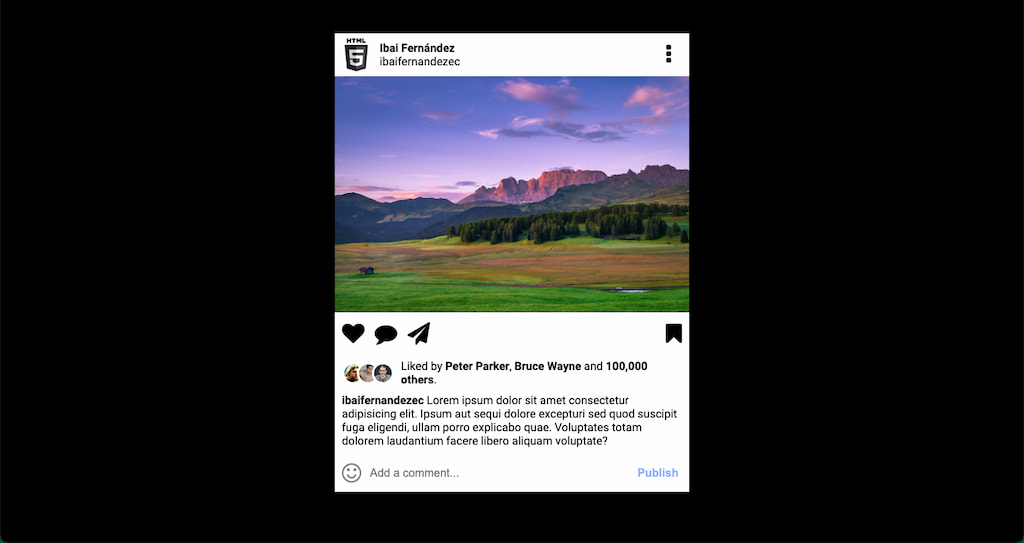 HTML
5
Ibai Fernández
ibaifernandezec
Liked by Peter Parker, Bruce Wayne and 100,000
others.
ibaifernandezec Lorem ipsum dolor sit amet consectetur
adipisicing elit. Ipsum aut sequi dolore excepturi sed quod suscipit
fuga eligendi, ullam porro explicabo quae. Voluptates totam
dolorem laudantium facere libero aliquam voluptate?
Add a comment...
Publish